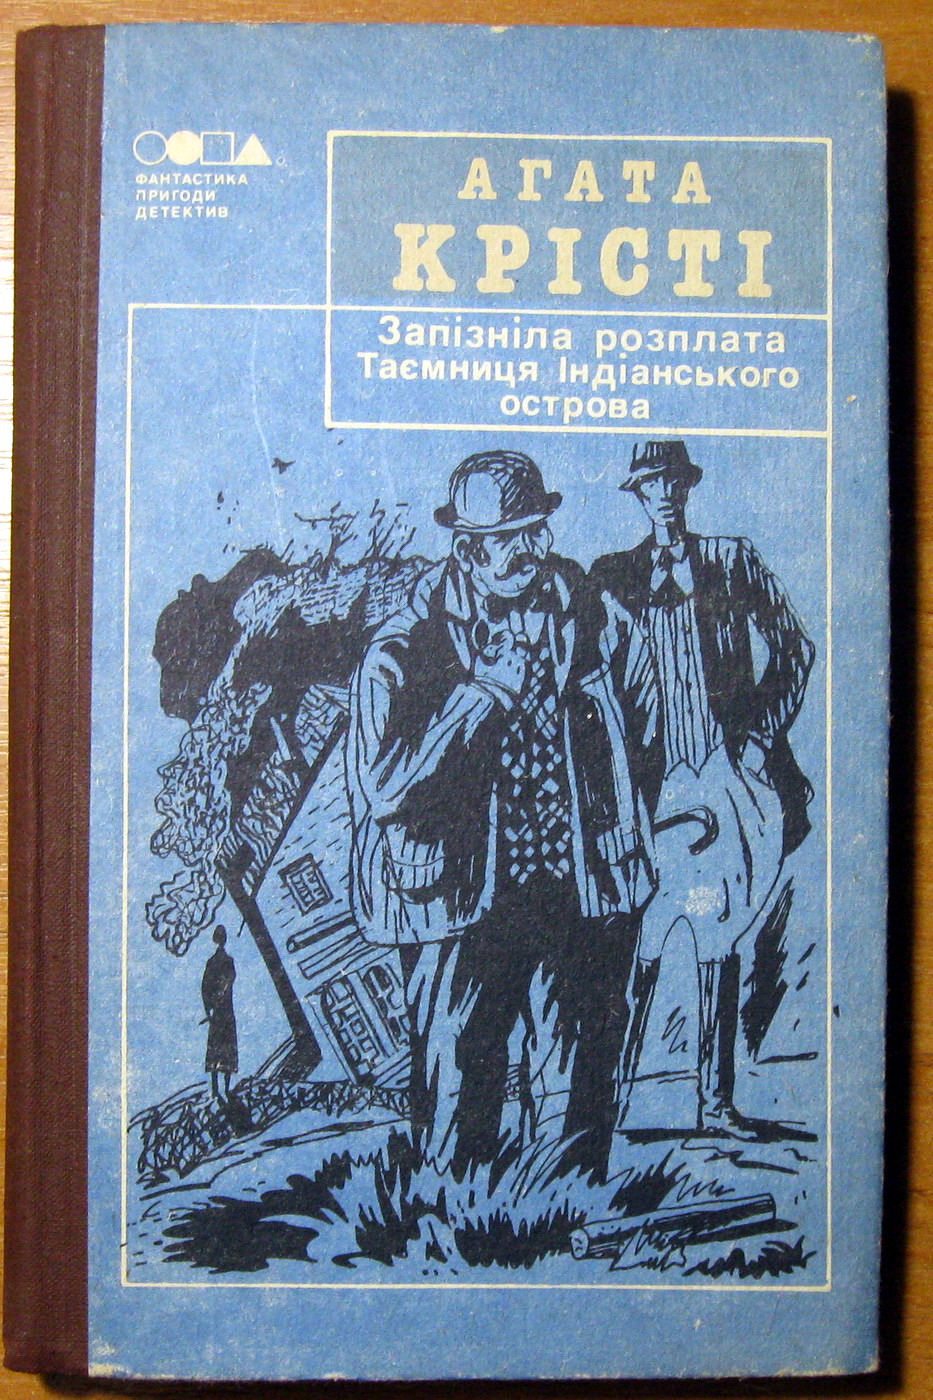 ФАНТАСТИКА
ПРИГОДИ
ДЕТЕКТИВ
АГАТА
КРІСТІ
Запізніла розплата
Таємниця Індіанського
острова